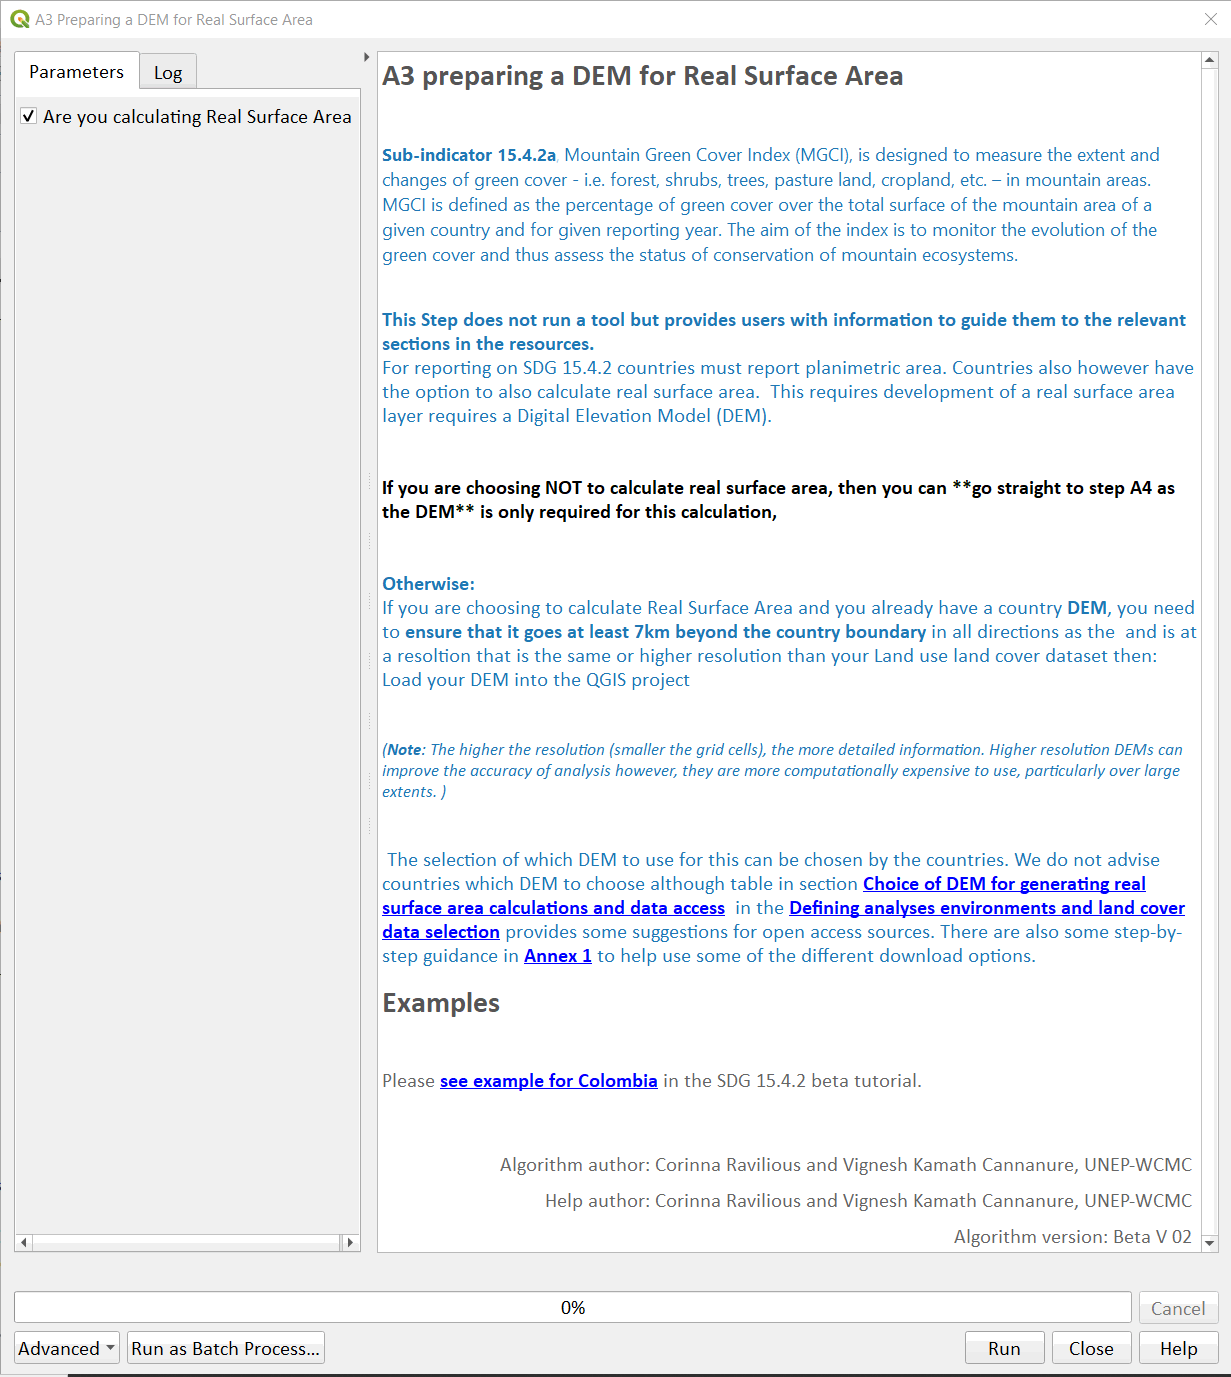 A3 Preparing a DEM for Real Surface Area
Parameters
Log
Are you calculating Real Surface Area
A3 preparing a DEM for Real Surface Area
Sub-indicator 15.4.2a, Mountain Green Cover Index (MGCI), is designed to measure the extent and
changes of green cover - i.e. forest, shrubs, trees, pasture land, cropland, etc. – in mountain areas.
MGCI is defined as the percentage of green cover over the total surface of the mountain area of a
given country and for given reporting year. The aim of the index is to monitor the evolution of the
green cover and thus assess the status of conservation of mountain ecosystems.
This Step does not run a tool but provides users with information to guide them to the relevant
sections in the resources.
For reporting on SDG 15.4.2 countries must report planimetric area. Countries also however have
the option to also calculate real surface area.  This requires development of a real surface area
layer requires a Digital Elevation Model (DEM).
If you are choosing NOT to calculate real surface area, then you can **go straight to step A4 as
the DEM** is only required for this calculation,
Otherwise:
If you are choosing to calculate Real Surface Area and you already have a country DEM, you need
to ensure that it goes at least 7km beyond the country boundary in all directions as the  and is at
a resoltion that is the same or higher resolution than your Land use land cover dataset then:
Load your DEM into the QGIS project
(Note: The higher the resolution (smaller the grid cells), the more detailed information. Higher resolution DEMs can
improve the accuracy of analysis however, they are more computationally expensive to use, particularly over large
extents. )
The selection of which DEM to use for this can be chosen by the countries. We do not advise
countries which DEM to choose although table in section Choice of DEM for generating real
surface area calculations and data access  in the Defining analyses environments and land cover
data selection provides some suggestions for open access sources. There are also some step-by-
step guidance in Annex 1 to help use some of the different download options.
Examples
Please see example for Colombia in the SDG 15.4.2 beta tutorial.
Algorithm author: Corinna Ravilious and Vignesh Kamath Cannanure, UNEP-WCMC
Help author: Corinna Ravilious and Vignesh Kamath Cannanure, UNEP-WCMC
Algorithm version: Beta V 02
0%
Cancel
Advanced
Run as Batch Process...
Run
Close
Help